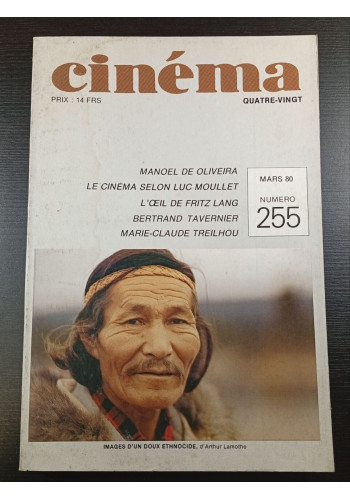 cinéma
PRIX : 14 FRS
QUATRE-VINGT
MANOEL DE OLIVEIRA
LE CINÉMA SELON LUC MOULLET
L'ŒIL DE FRITZ LANG
BERTRAND TAVERNIER
MARIE-CLAUDE TREILHOU
MARS 80
NUMERO
255
IMAGES D'UN DOUX ETHNOCIDE, d'Arthur Lamothe